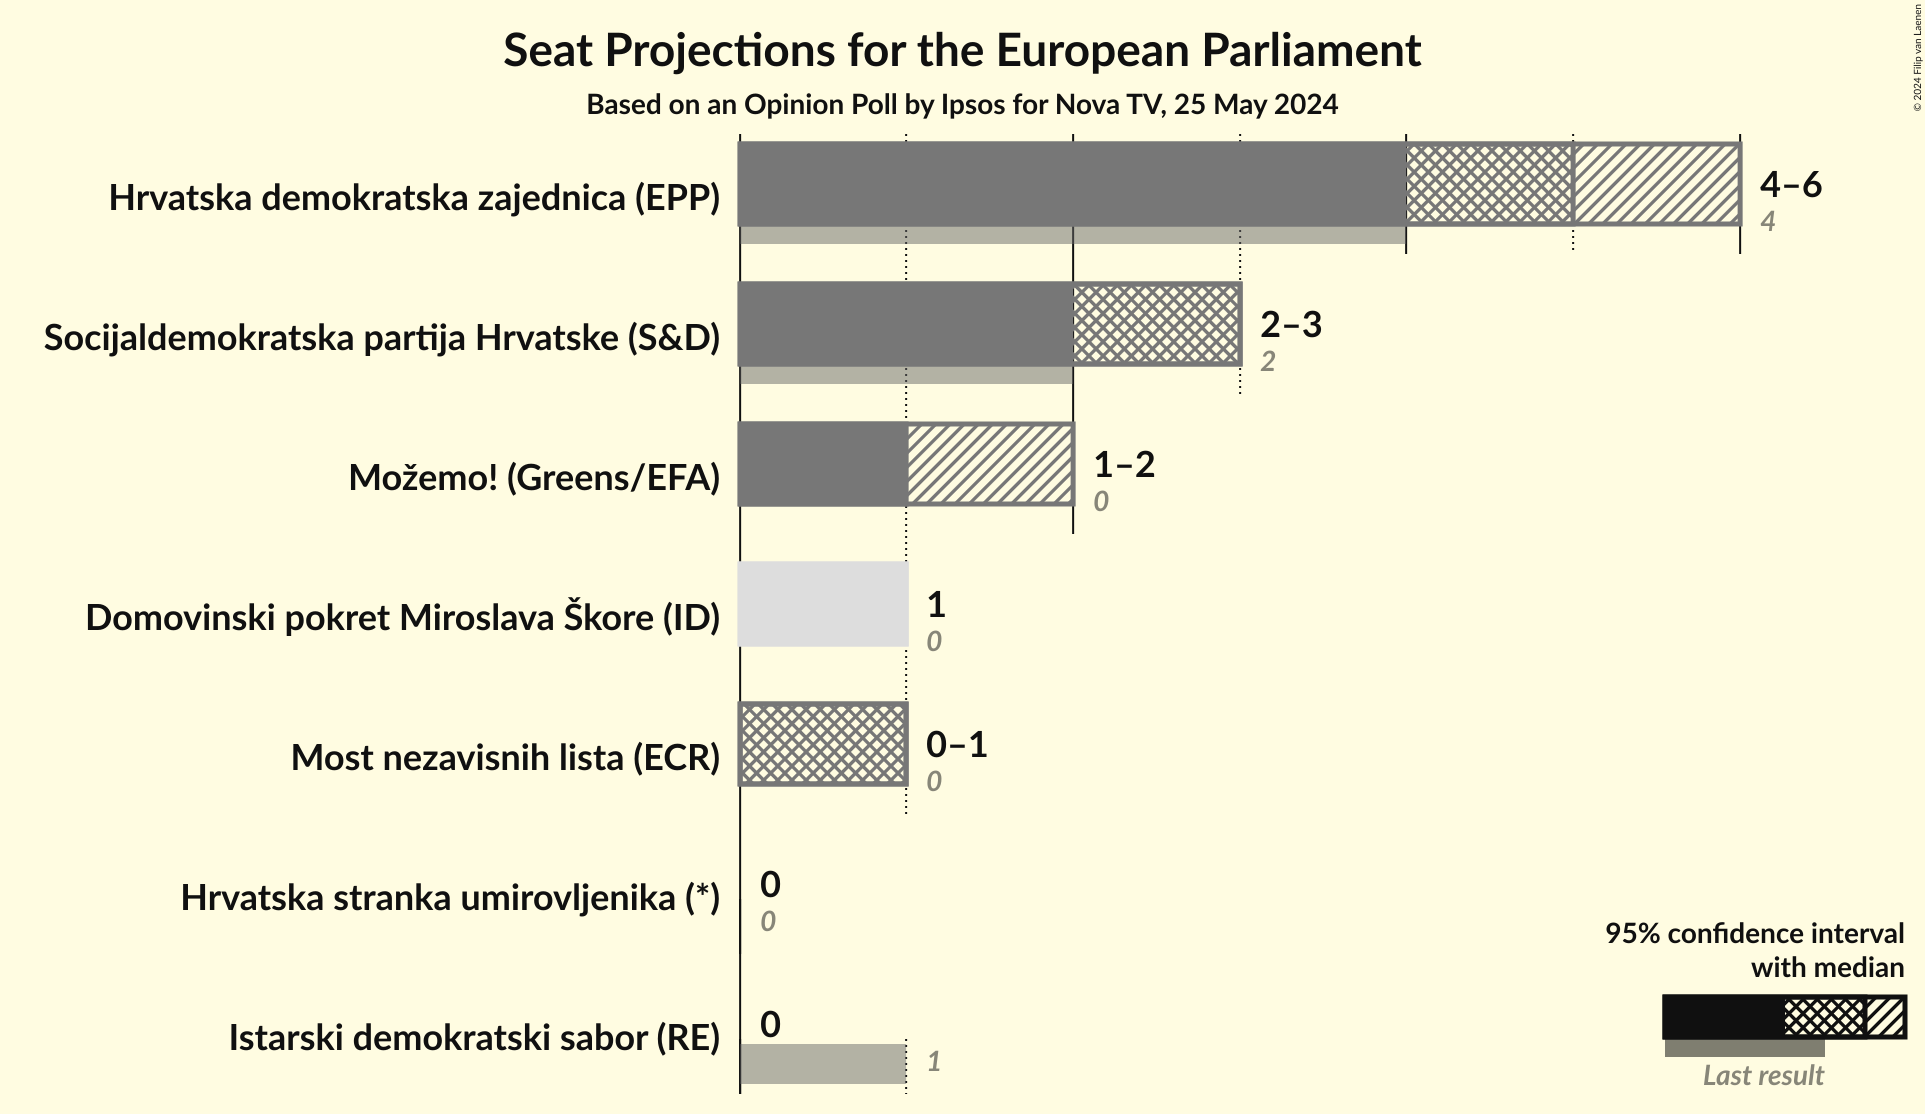 Seat Projections for the European Parliament
Based on an Opinion Poll by Ipsos for Nova TV, 25 May 2024
© 2024 Filip van Laenen
Hrvatska demokratska zajednica (EPP)
4–6
4
Socijaldemokratska partija Hrvatske (S&D)
2–3
2
Možemo! (Greens/EFA)
1–2
0
Domovinski pokret Miroslava Škore (ID)
1
0
Most nezavisnih lista (ECR)
0–1
0
Hrvatska stranka umirovljenika (*)
0
0
Istarski demokratski sabor (RE)
0
1
95% confidence interval
with median
Last result